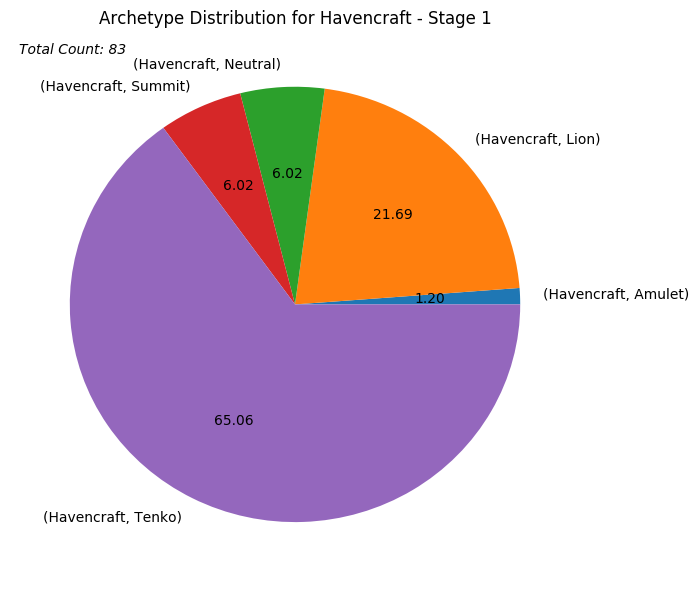 Archetype Distribution for Havencraft - Stage 1
Total Count: 83
(Havencraft, Neutral)
(Havencraft, Summit)
(Havencraft, Lion)
6.02
6.02
21.69
(Havencraft, Amulet)
1.20
65.06
(Havencraft, Tenko)